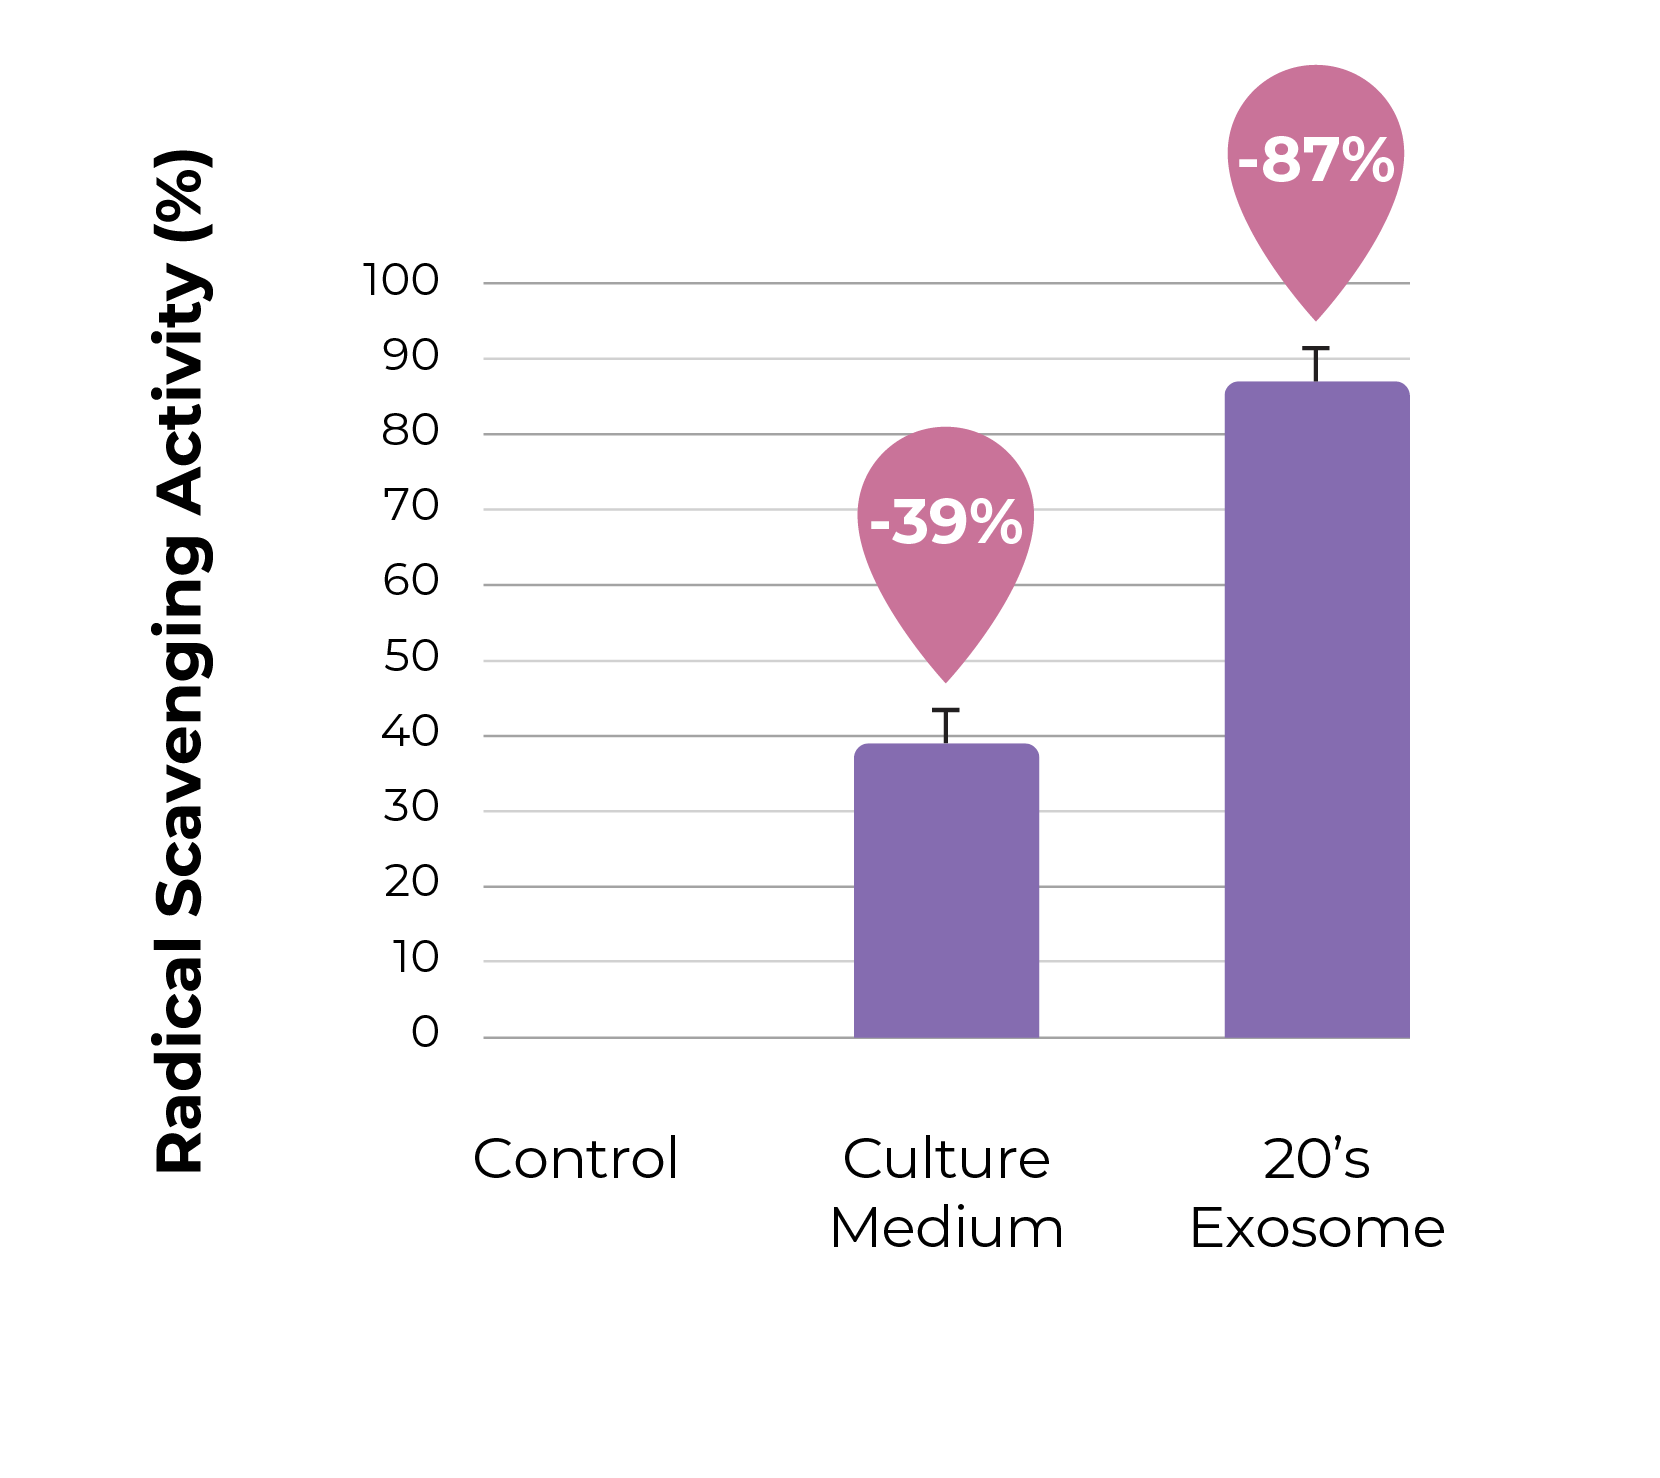 Radical Scavenging Activity (%)
-87%
100
90
80
-39%
70
60
50
40
30
20
10
0
Control
Culture
Medium
20’s
Exosome